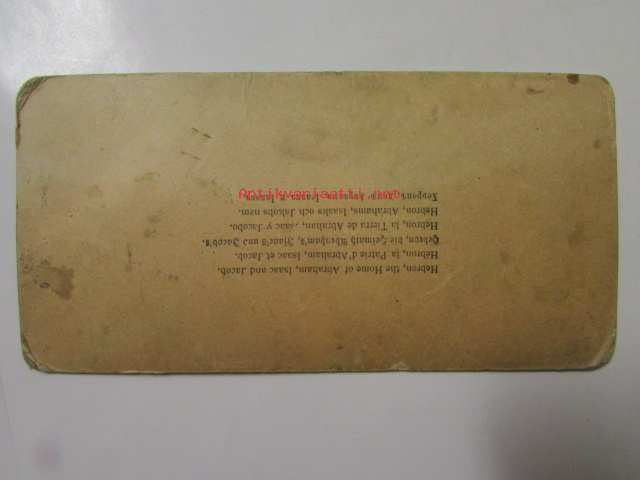 Hebron, the Home of Abraham, Isaac and Jacob.
Hébron, la Patrie d'Abraham, Isaac et Jacob.
Hebron, die Heimath Abraham's, Isaac's und Jacob's.
Hebron, la Tierra de Abraham, Isaac y Jacobo.
Hebron, Abrahams, Isaaks och Jakobs hem.
Antikvariaatti.net